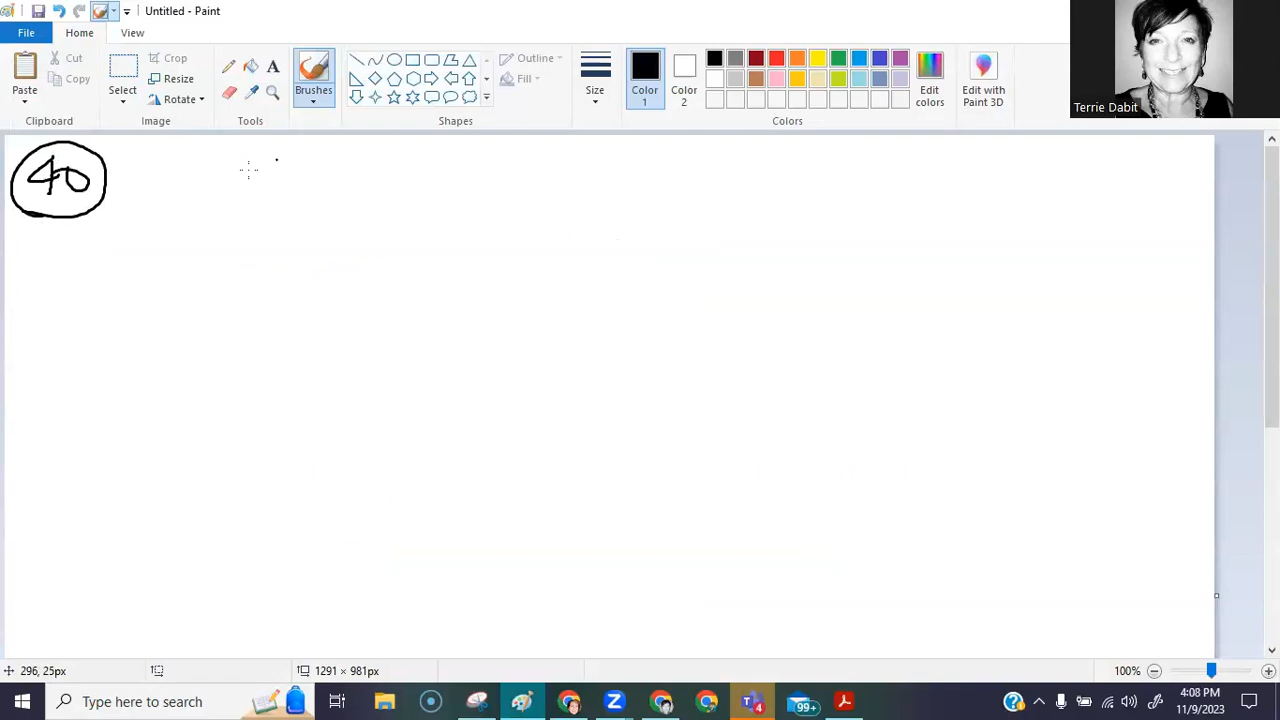 Untitled - Paint
File Home View
Paste
Cut
Copy
Clipboard
Select
Crop
Resize
Rotate
Image
A
Tools
Brushes
Outline
Fill
Shapes
Size
Color 1
Color 2
Edit colors
Edit with Paint 3D
Colors
Terrie Dabit
40
296, 25px
1291 × 981px
100%
Type here to search
4
99+
4:08 PM
11/9/2023